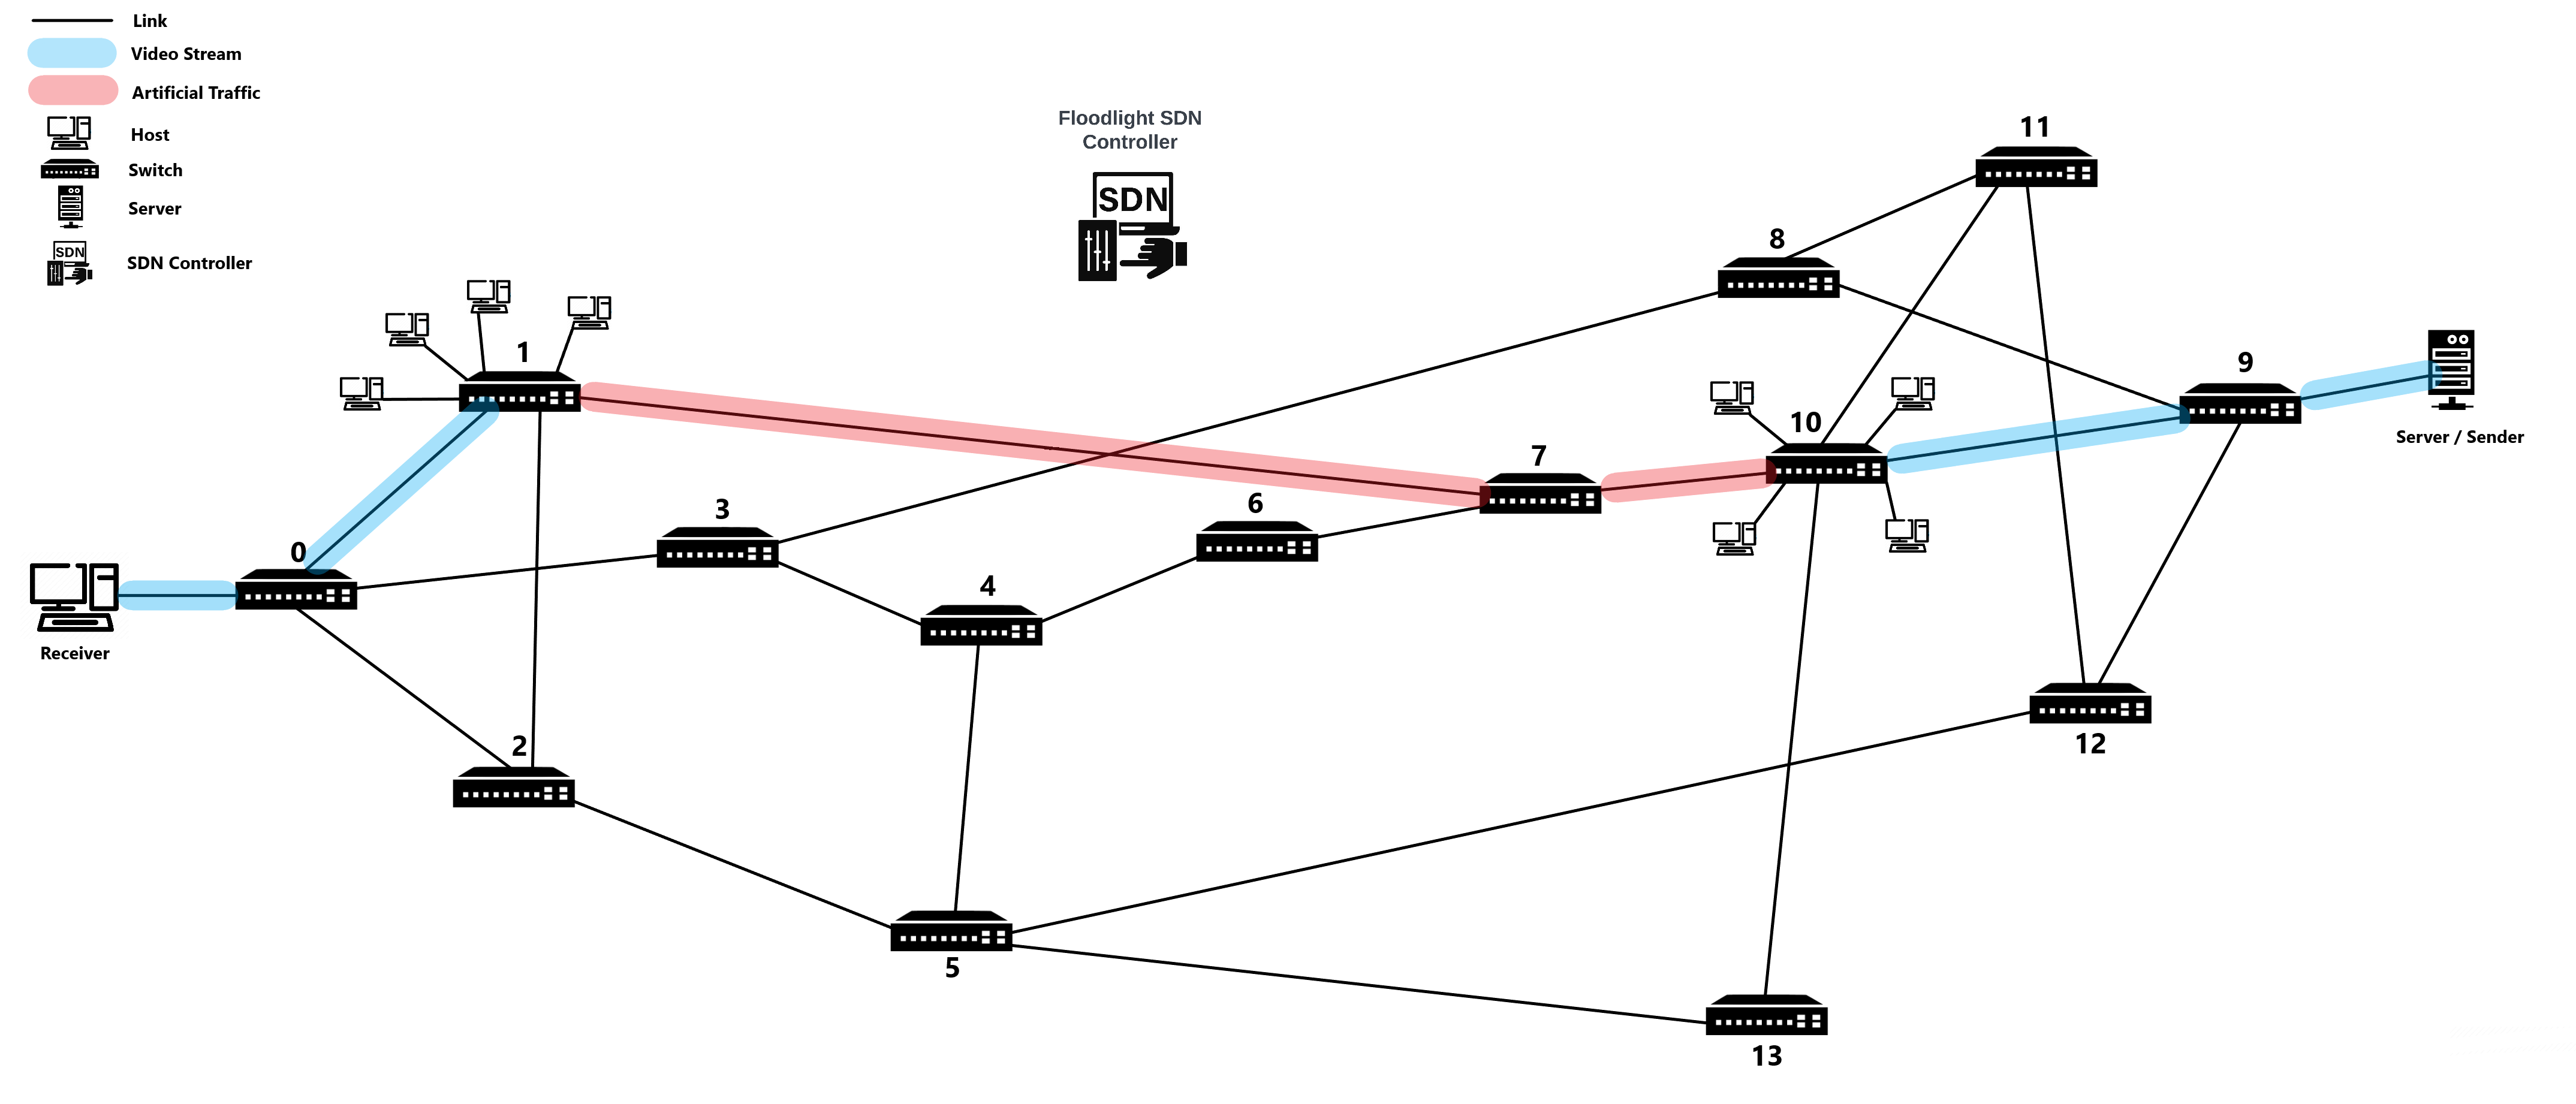 Link
Video Stream
Artificial Traffic
Host
Switch
Server
SDN
SDN Controller
Floodlight SDN
Controller
SDN
11
8
1
9
10
7
Server / Sender
3
6
0
4
Receiver
2
12
5
13